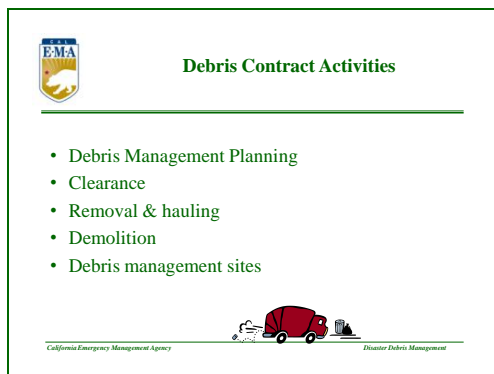 CAL
E·M·A
Debris Contract Activities
• Debris Management Planning
• Clearance
• Removal & hauling
• Demolition
• Debris management sites
California Emergency Management Agency
Disaster Debris Management